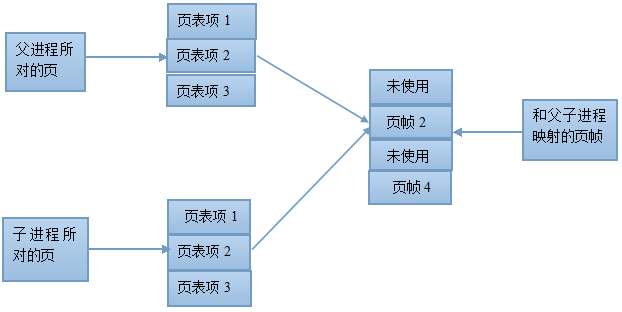 父进程所
对的页
页表项 1
页表项 2
页表项 3
未使用
页帧 2
未使用
页帧 4
和父子进程
映射的页帧
子进程所
对的页
页表项 1
页表项 2
页表项 3